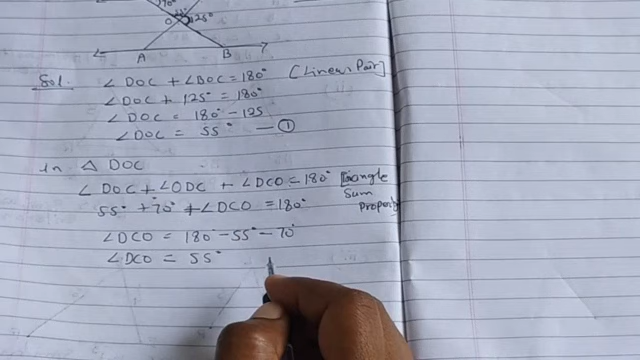 70°
O 125°
A B
Sol. ∠DOC + ∠BOC = 180° [Linear Pair]
∠DOC + 125° = 180°
∠DOC = 180° - 125
∠DOC = 55° — ①
In △ DOC
∠DOC + ∠ODC + ∠DCO = 180° [Tangle
Sum
Property
55° + 70° + ∠DCO = 180°
∠DCO = 180° - 55° - 70°
∠DCO = 55°